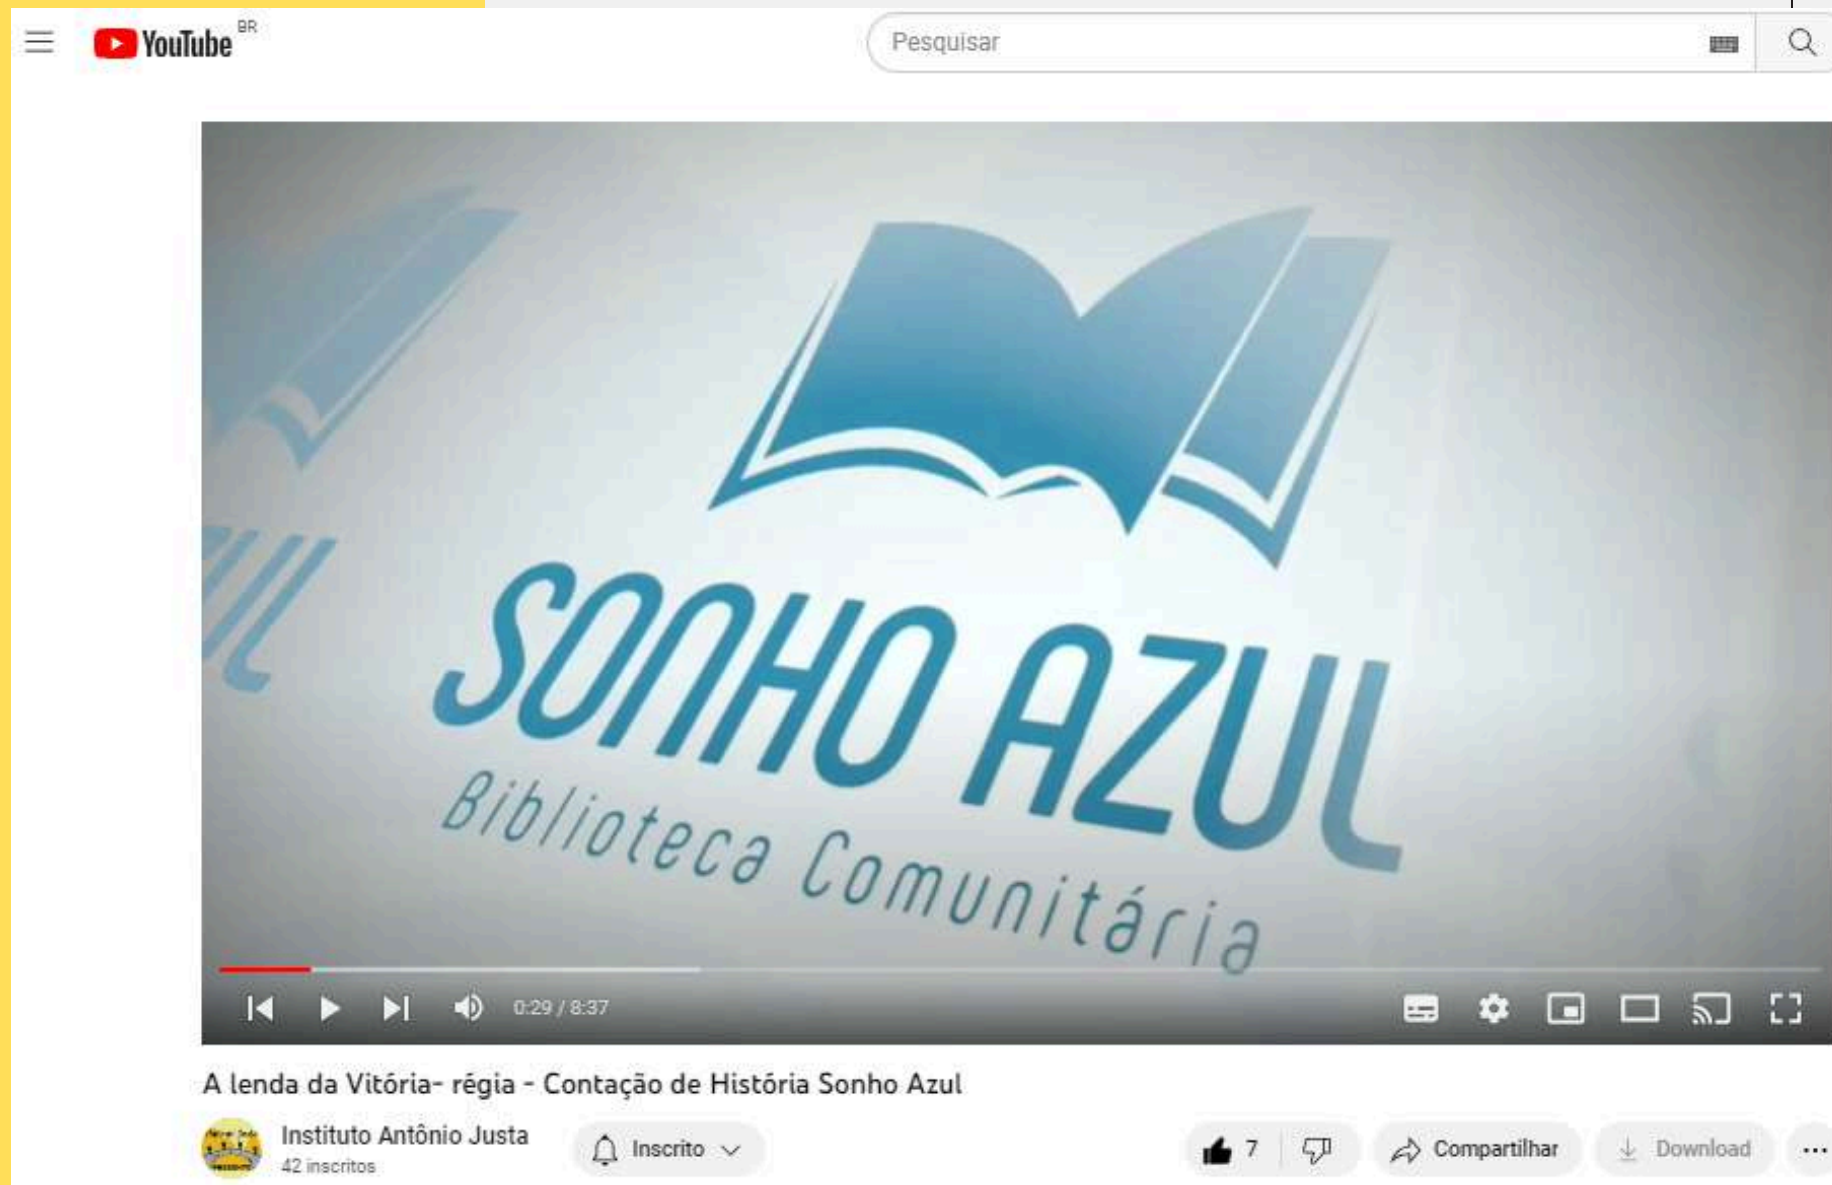 YouTube BR
Pesquisar
SONHO AZUL
Biblioteca Comunitária
0:29 / 8:37
A lenda da Vitória- régia - Contação de História Sonho Azul
Instituto Antônio Justa
42 inscritos
Inscrito
7
Compartilhar
Download